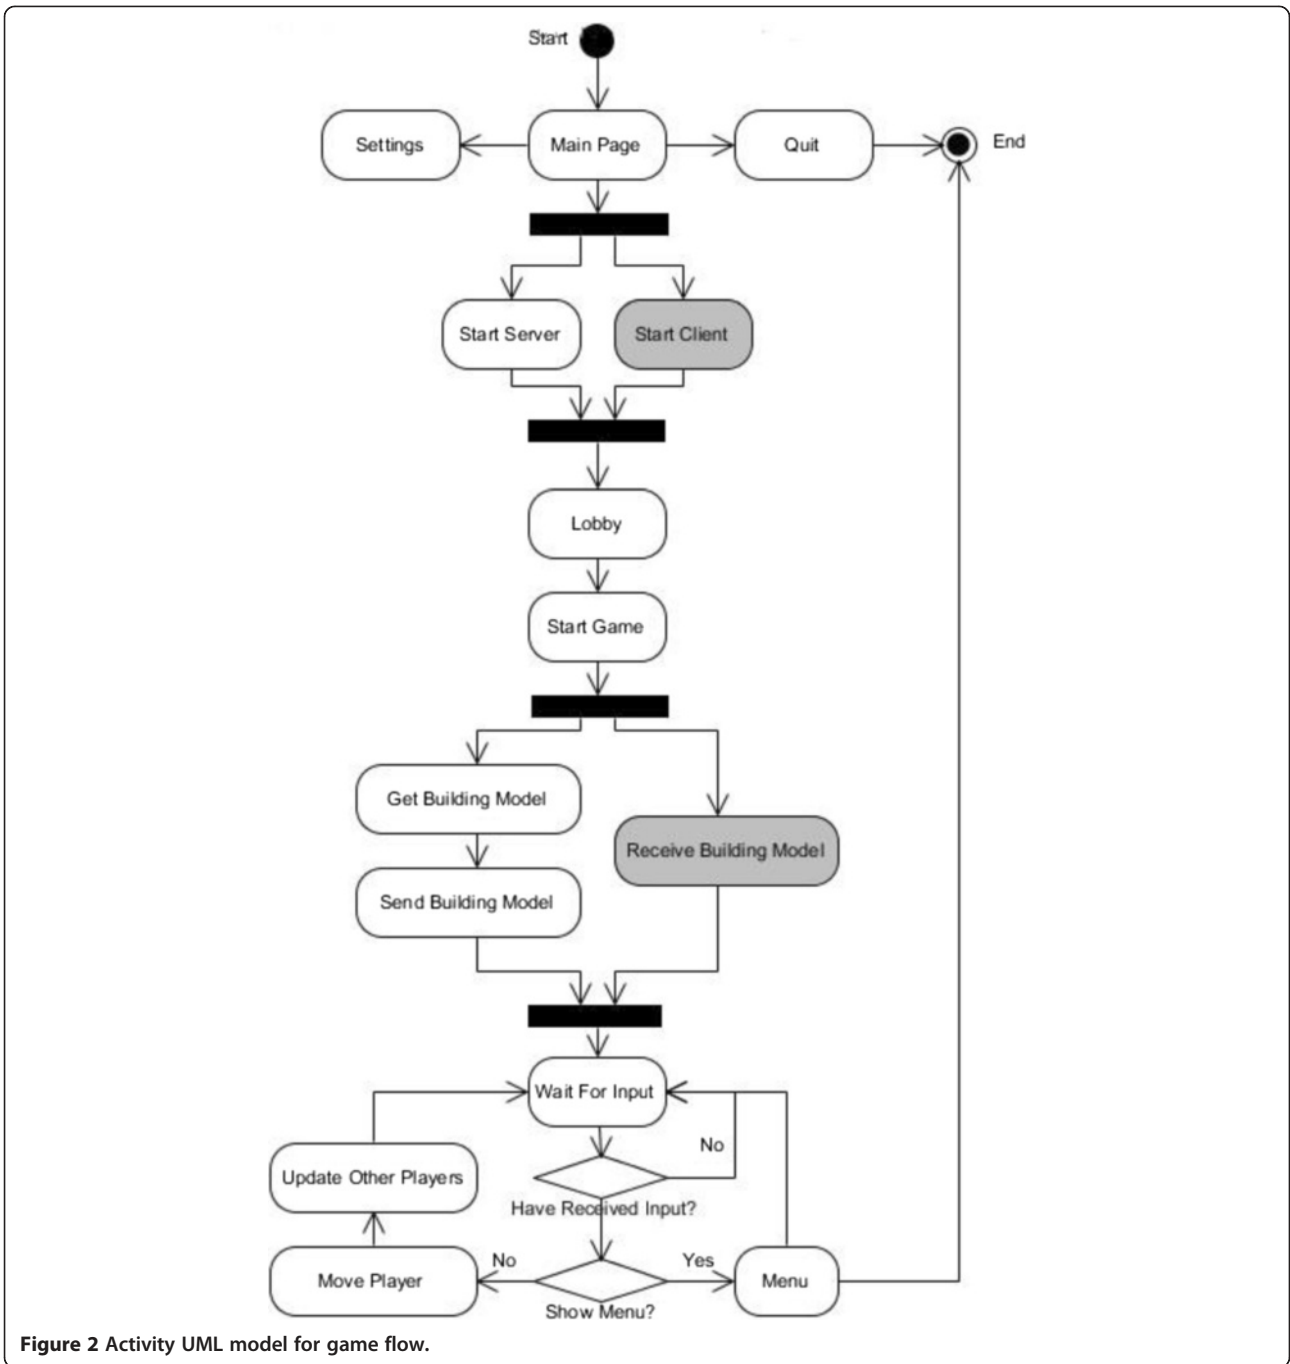 Start
Settings
Main Page
Quit
End
Start Server
Start Client
Lobby
Start Game
Get Building Model
Receive Building Model
Send Building Model
Wait For Input
No
Update Other Players
Have Received Input?
No
Yes
Move Player
Menu
Show Menu?
Figure 2 Activity UML model for game flow.